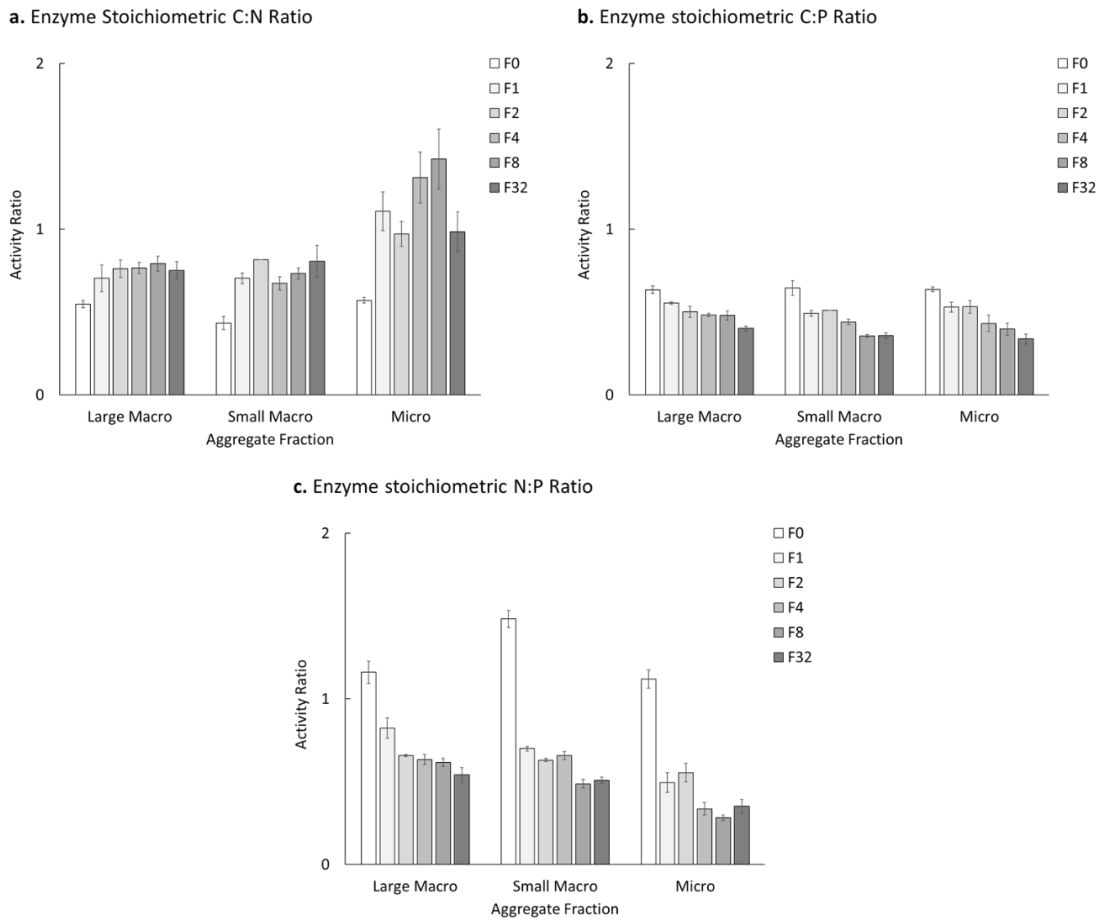 a. Enzyme Stoichiometric C:N Ratio
2
1
0
Activity Ratio
Large Macro
Small Macro
Micro
Aggregate Fraction
F0
F1
F2
F4
F8
F32
b. Enzyme stoichiometric C:P Ratio
2
1
0
Activity Ratio
Large Macro
Small Macro
Micro
Aggregate Fraction
F0
F1
F2
F4
F8
F32
c. Enzyme stoichiometric N:P Ratio
2
1
0
Activity Ratio
Large Macro
Small Macro
Micro
Aggregate Fraction
F0
F1
F2
F4
F8
F32